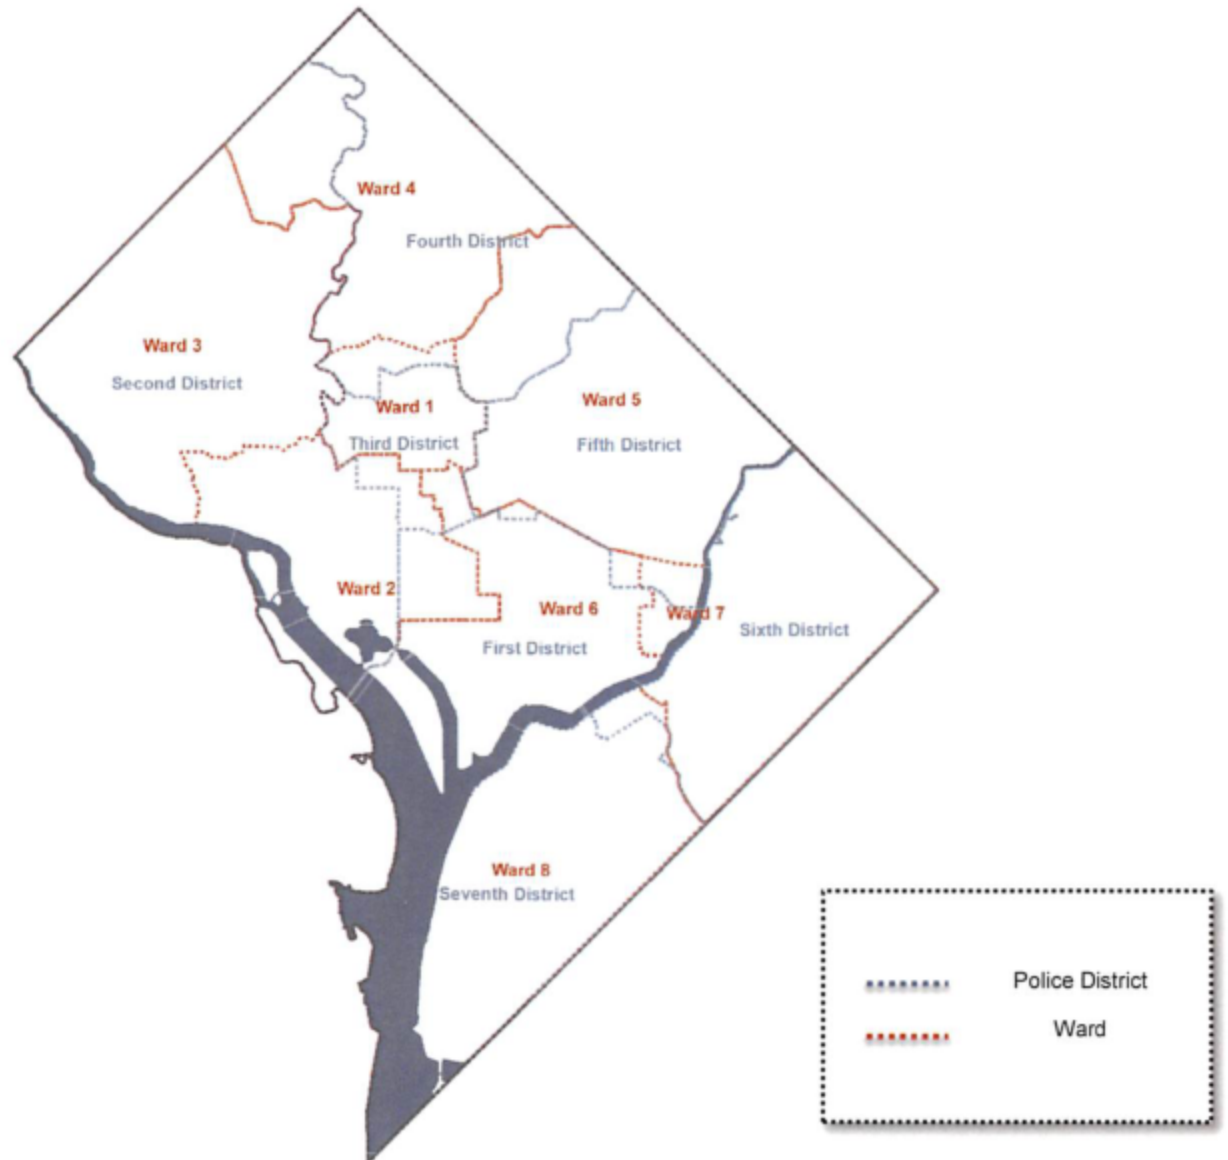 Ward 4
Fourth District
Ward 3
Second District
Ward 1
Third District
Ward 5
Fifth District
Ward 2
Ward 6
First District
Ward 7
Sixth District
Ward 8
Seventh District
Police District
Ward